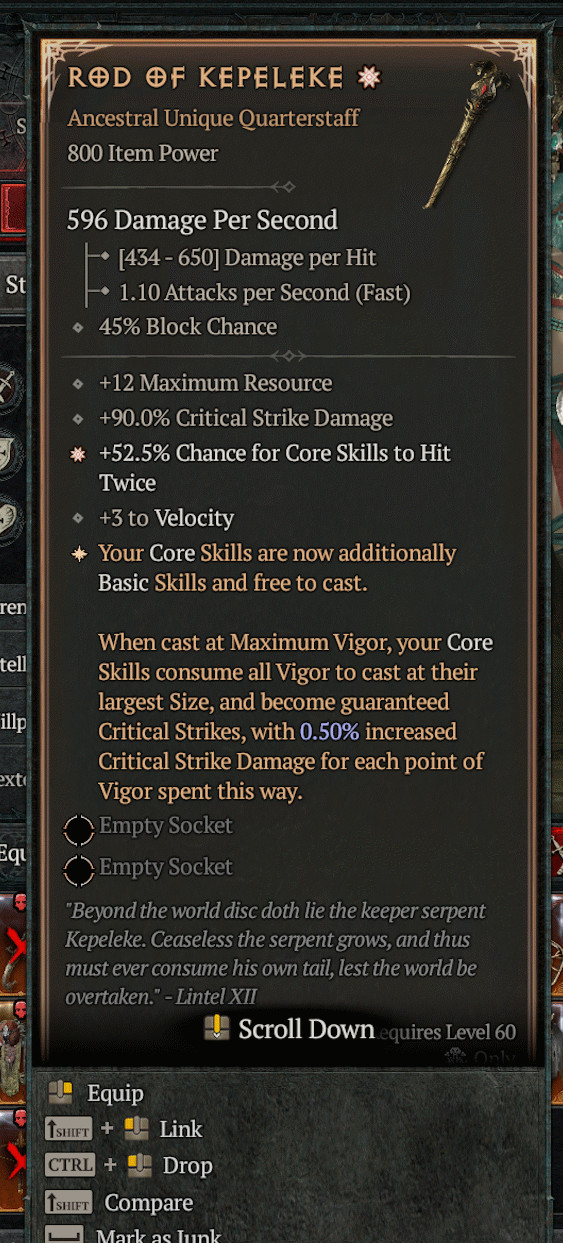 ROD OF KEPELEKE
Ancestral Unique Quarterstaff
800 Item Power
596 Damage Per Second
[434 - 650] Damage per Hit
1.10 Attacks per Second (Fast)
45% Block Chance
+12 Maximum Resource
+90.0% Critical Strike Damage
+52.5% Chance for Core Skills to Hit
Twice
+3 to Velocity
Your Core Skills are now additionally
Basic Skills and free to cast.
When cast at Maximum Vigor, your Core
Skills consume all Vigor to cast at their
largest Size, and become guaranteed
Critical Strikes, with 0.50% increased
Critical Strike Damage for each point of
Vigor spent this way.
Empty Socket
Empty Socket
"Beyond the world disc doth lie the keeper serpent
Kepeleke. Ceaseless the serpent grows, and thus
must ever consume his own tail, lest the world be
overtaken." - Lintel XII
Scroll Down equires Level 60
Only
Equip
SHIFT + Link
CTRL + Drop
SHIFT Compare
Mark as Junk